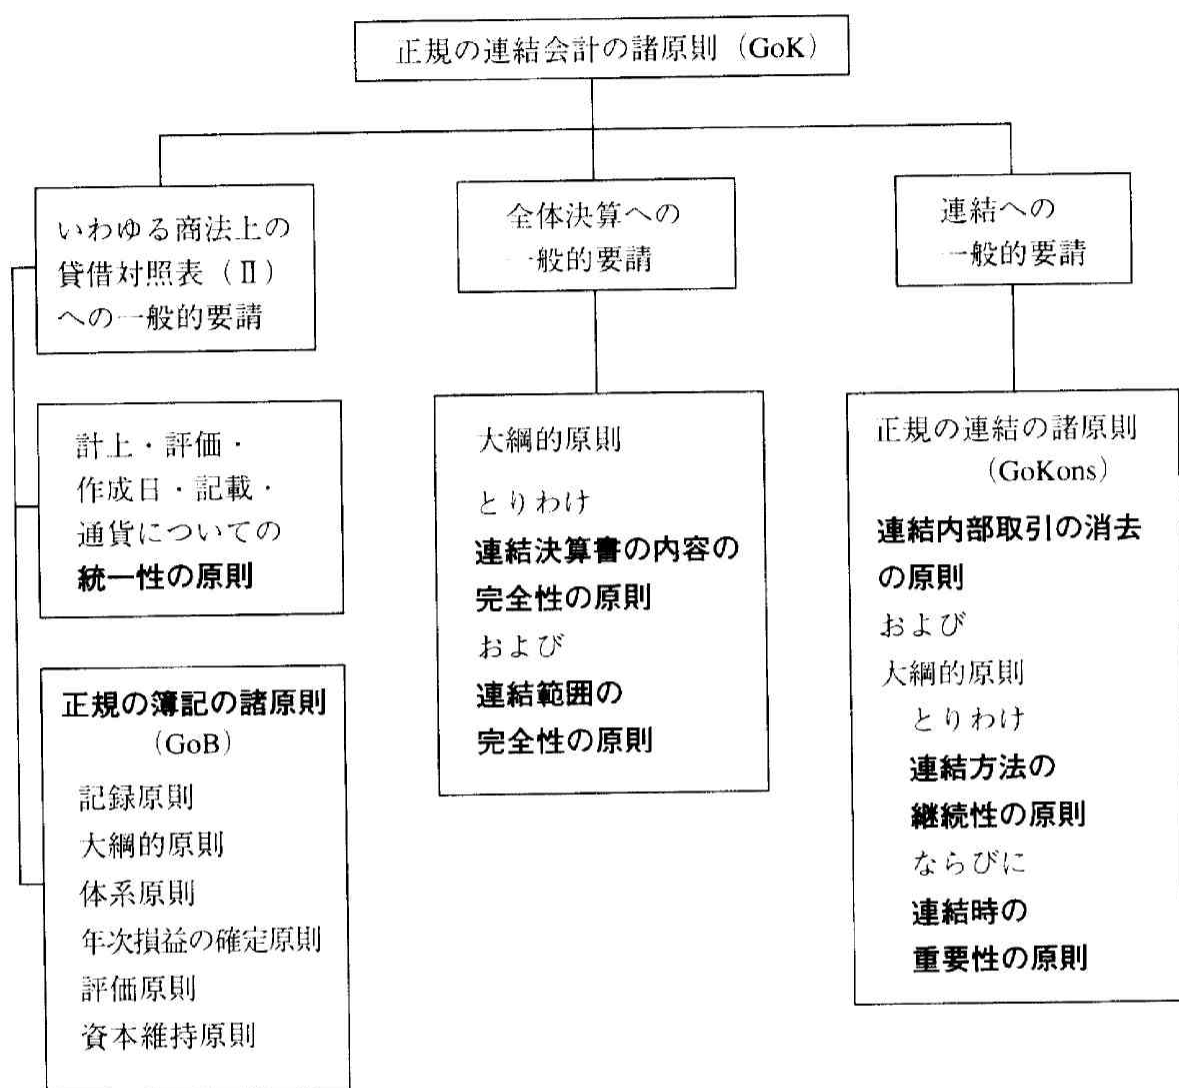 正規の連結会計の諸原則（GoK）
いわゆる商法上の
貸借対照表（Ⅱ）
への一般的要請
計上・評価・
作成日・記載・
通貨についての
統一性の原則
正規の簿記の諸原則
（GoB）
記録原則
大綱的原則
体系原則
年次損益の確定原則
評価原則
資本維持原則
全体決算への
一般的要請
大綱的原則
とりわけ
連結決算書の内容の
完全性の原則
および
連結範囲の
完全性の原則
連結への
一般的要請
正規の連結の諸原則
（GoKons）
連結内部取引の消去
の原則
および
大綱的原則
とりわけ
連結方法の
継続性の原則
ならびに
連結時の
重要性の原則